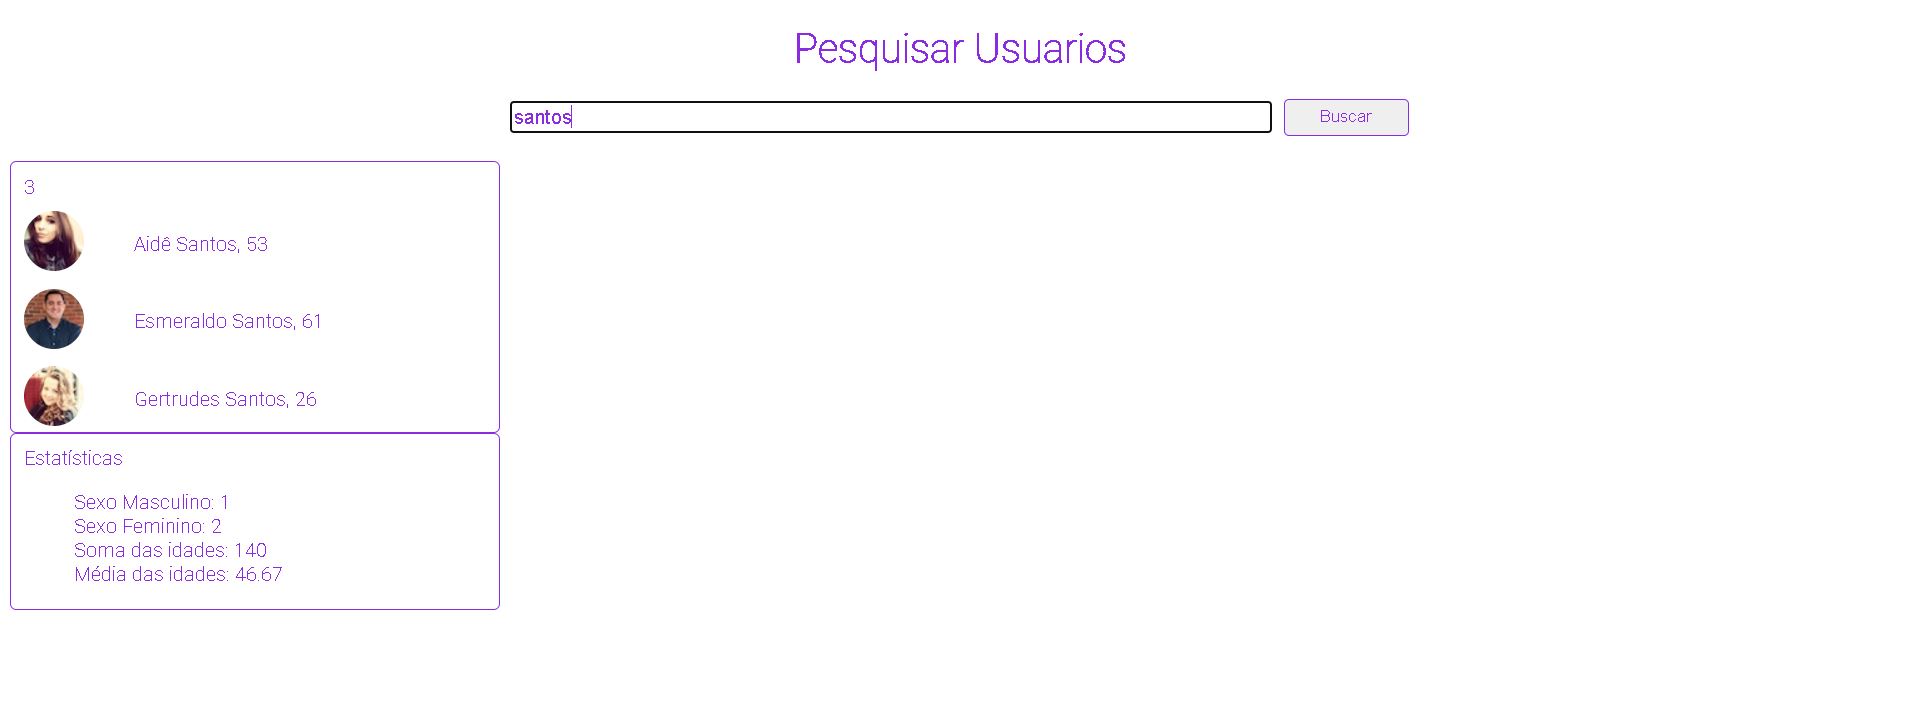 Pesquisar Usuarios
santos
Buscar
3
Aidê Santos, 53
Esmeraldo Santos, 61
Gertrudes Santos, 26
Estatísticas
Sexo Masculino: 1
Sexo Feminino: 2
Soma das idades: 140
Média das idades: 46.67